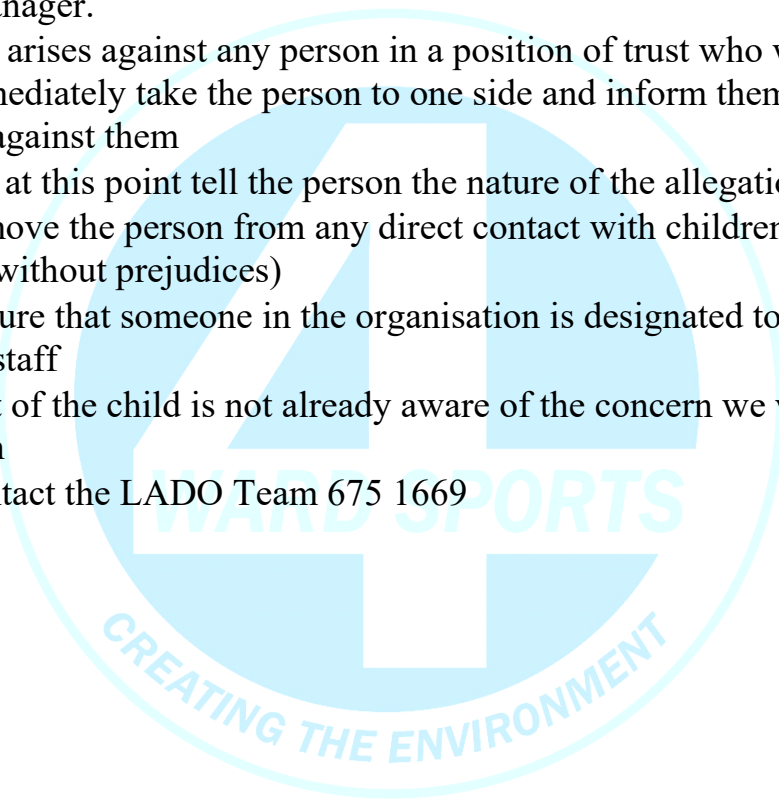 nager.
arises against any person in a position of trust who
mediately take the person to one side and inform them
against them
at this point tell the person the nature of the
move the person from any direct contact with children
without prejudices)
ure that someone in the organisation is designated to
staff
of the child is not already aware of the concern we
ntact the LADO Team 675 1669
4
WARD SPORTS
CREATING THE ENVIRONMENT